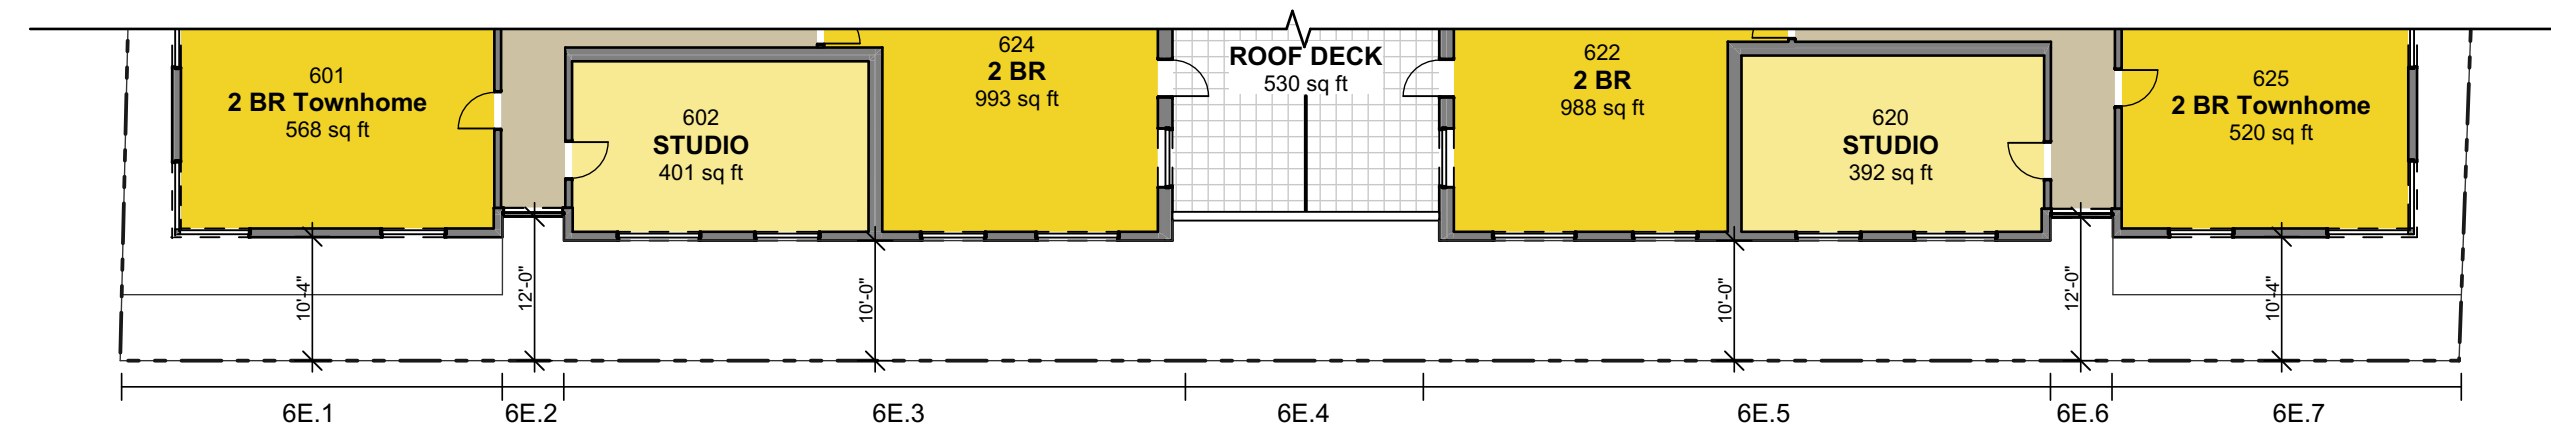 601
2 BR Townhome
568 sq ft
602
STUDIO
401 sq ft
624
2 BR
993 sq ft
ROOF DECK
530 sq ft
622
2 BR
988 sq ft
620
STUDIO
392 sq ft
625
2 BR Townhome
520 sq ft
10'-4"
12'-0"
10'-0"
10'-0"
12'-0"
10'-4"
6E.1
6E.2
6E.3
6E.4
6E.5
6E.6
6E.7